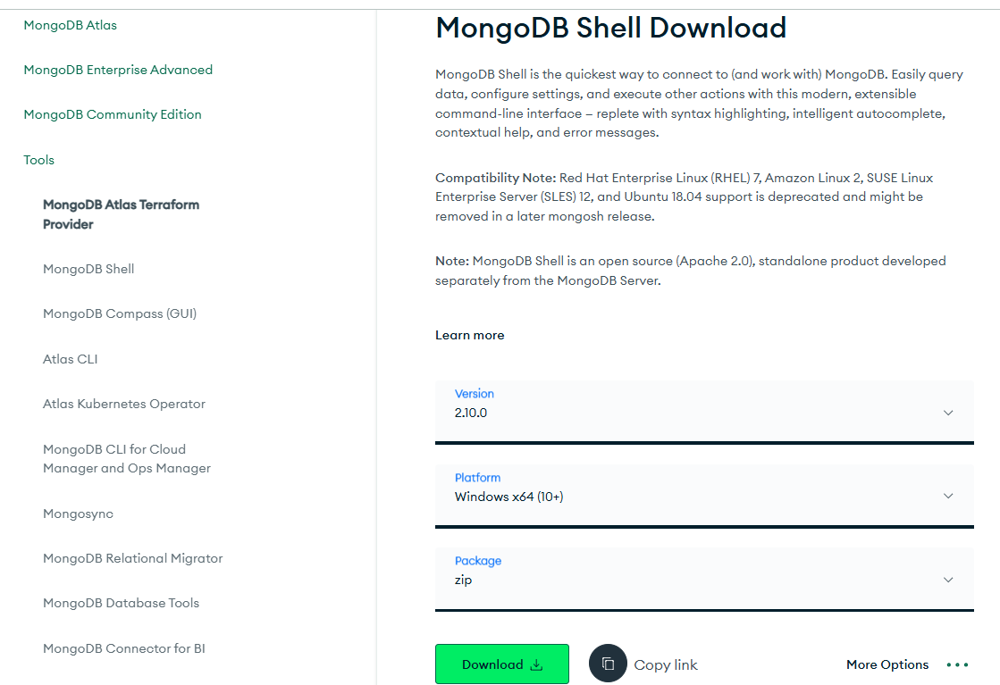 MongoDB Atlas
MongoDB Enterprise Advanced
MongoDB Community Edition
Tools
MongoDB Atlas Terraform
Provider
MongoDB Shell
MongoDB Compass (GUI)
Atlas CLI
Atlas Kubernetes Operator
MongoDB CLI for Cloud
Manager and Ops Manager
Mongosync
MongoDB Relational Migrator
MongoDB Database Tools
MongoDB Connector for BI
MongoDB Shell Download
MongoDB Shell is the quickest way to connect to (and work with) MongoDB. Easily query
data, configure settings, and execute other actions with this modern, extensible
command-line interface — replete with syntax highlighting, intelligent autocomplete,
contextual help, and error messages.
Compatibility Note: Red Hat Enterprise Linux (RHEL) 7, Amazon Linux 2, SUSE Linux
Enterprise Server (SLES) 12, and Ubuntu 18.04 support is deprecated and might be
removed in a later mongosh release.
Note: MongoDB Shell is an open source (Apache 2.0), standalone product developed
separately from the MongoDB Server.
Learn more
Version
2.10.0
Platform
Windows x64 (10+)
Package
zip
Download
Copy link
More Options